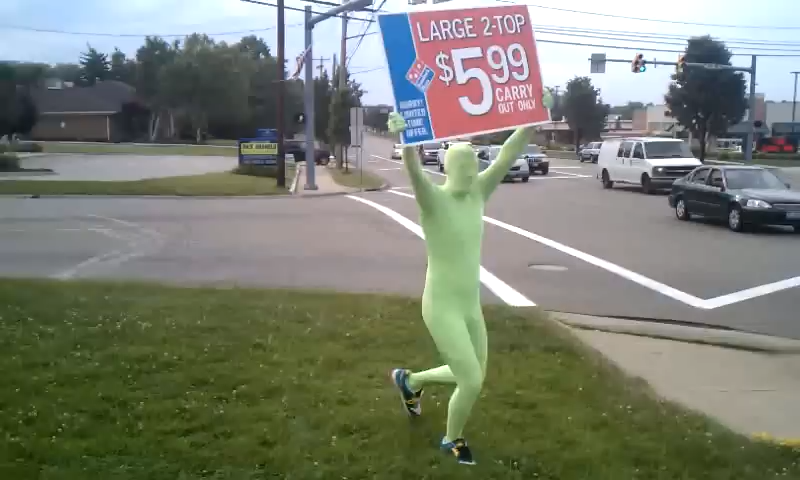 LARGE 2-TOP
$5.99
CARRY
OUT ONLY
HURRY!
LIMITED
TIME
OFFER